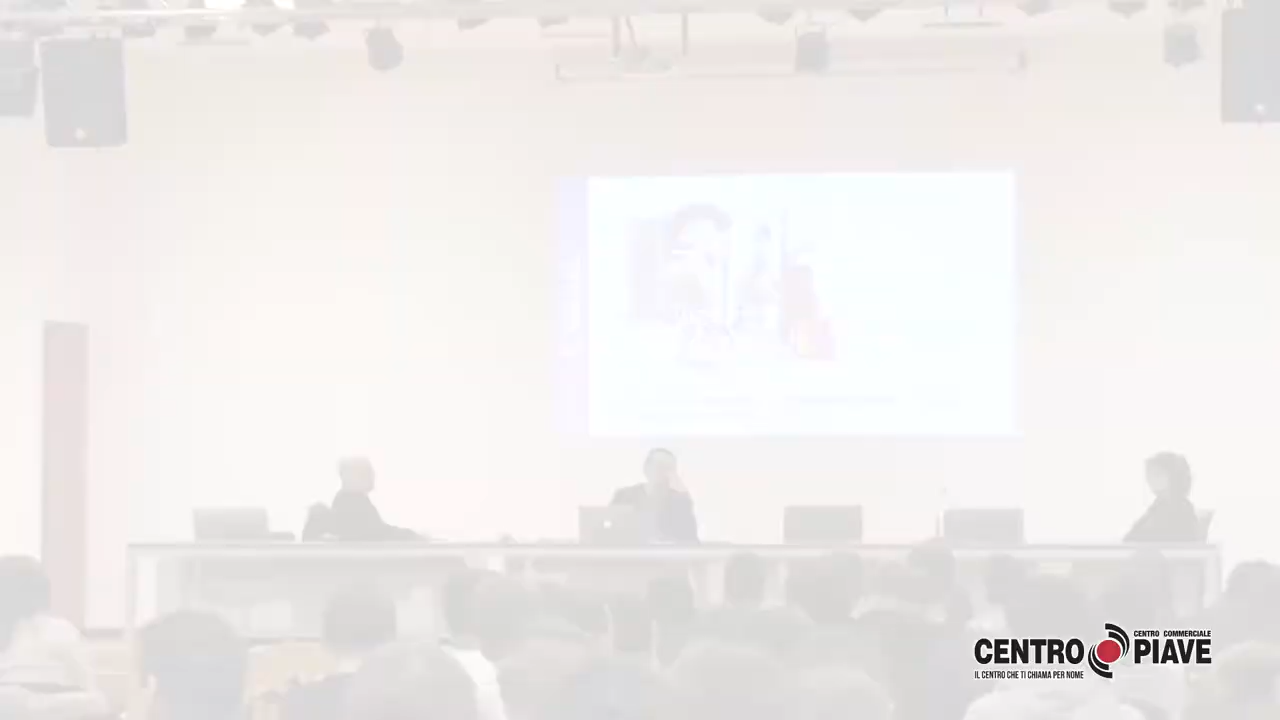 CENTRO PIAVE
CENTRO COMMERCIALE
IL CENTRO CHE TI CHIAMA PER NOME